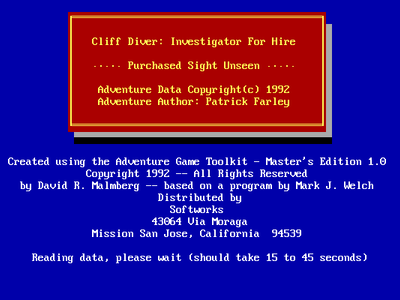 Cliff Diver: Investigator For Hire
-·-·- Purchased Sight Unseen -·-·-
Adventure Data Copyright(c) 1992
Adventure Author: Patrick Farley
Created using the Adventure Game Toolkit - Master's Edition 1.0
Copyright 1992 -- All Rights Reserved
by David R. Malmberg -- based on a program by Mark J. Welch
Distributed by
Softworks
43064 Via Moraga
Mission San Jose, California  94539
Reading data, please wait (should take 15 to 45 seconds)